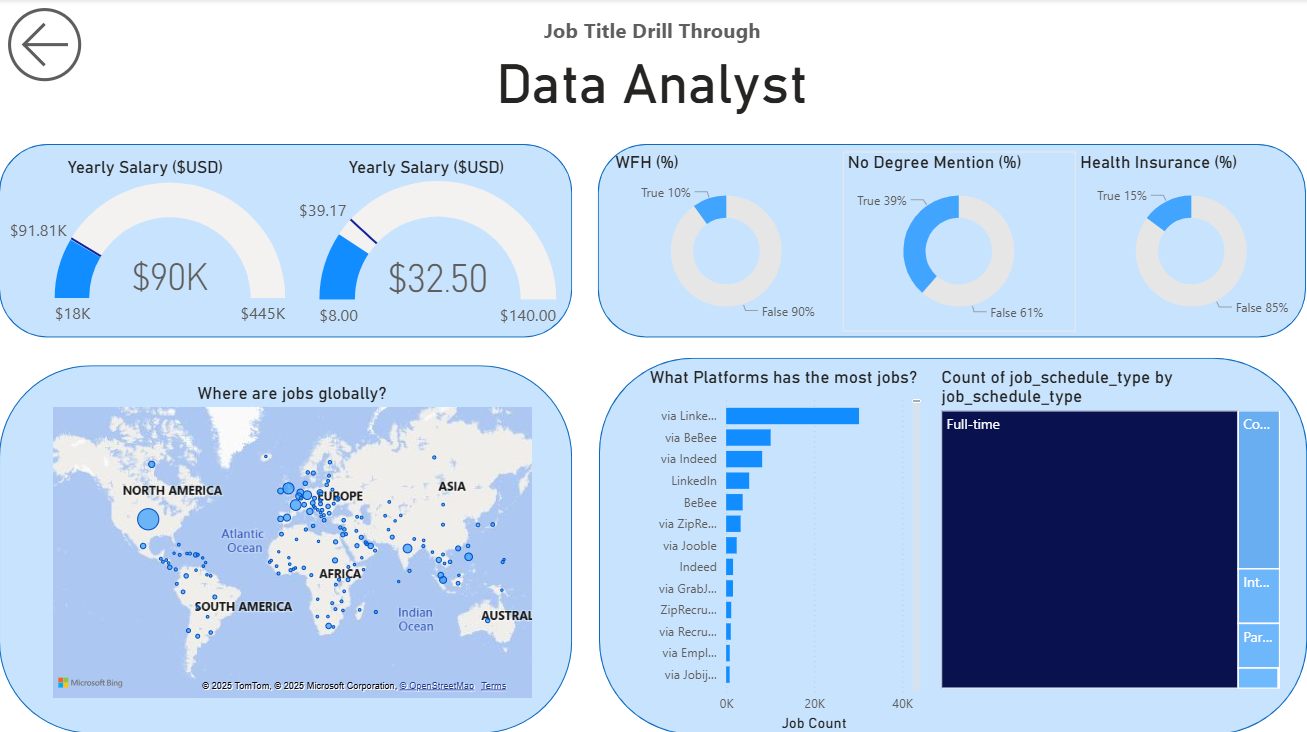 Job Title Drill Through
Data Analyst
Yearly Salary ($USD)
$91.81K
$90K
$18K
$445K
Yearly Salary ($USD)
$39.17
$32.50
$8.00
$140.00
WFH (%)
True 10%
False 90%
No Degree Mention (%)
True 39%
False 61%
Health Insurance (%)
True 15%
False 85%
Where are jobs globally?
NORTH AMERICA
EUROPE
ASIA
Atlantic
Ocean
AFRICA
SOUTH AMERICA
Indian
Ocean
AUSTRAL
Microsoft Bing
© 2025 TomTom, © 2025 Microsoft Corporation, © OpenStreetMap Terms
What Platforms has the most jobs?
via Linke...
via BeBee
via Indeed
LinkedIn
BeBee
via ZipRe...
via Jooble
Indeed
via GrabJ...
ZipRecru...
via Recru...
via Empl...
via Jobij...
0K
20K
40K
Job Count
Count of job_schedule_type by
job_schedule_type
Full-time
Co...
Int...
Par...